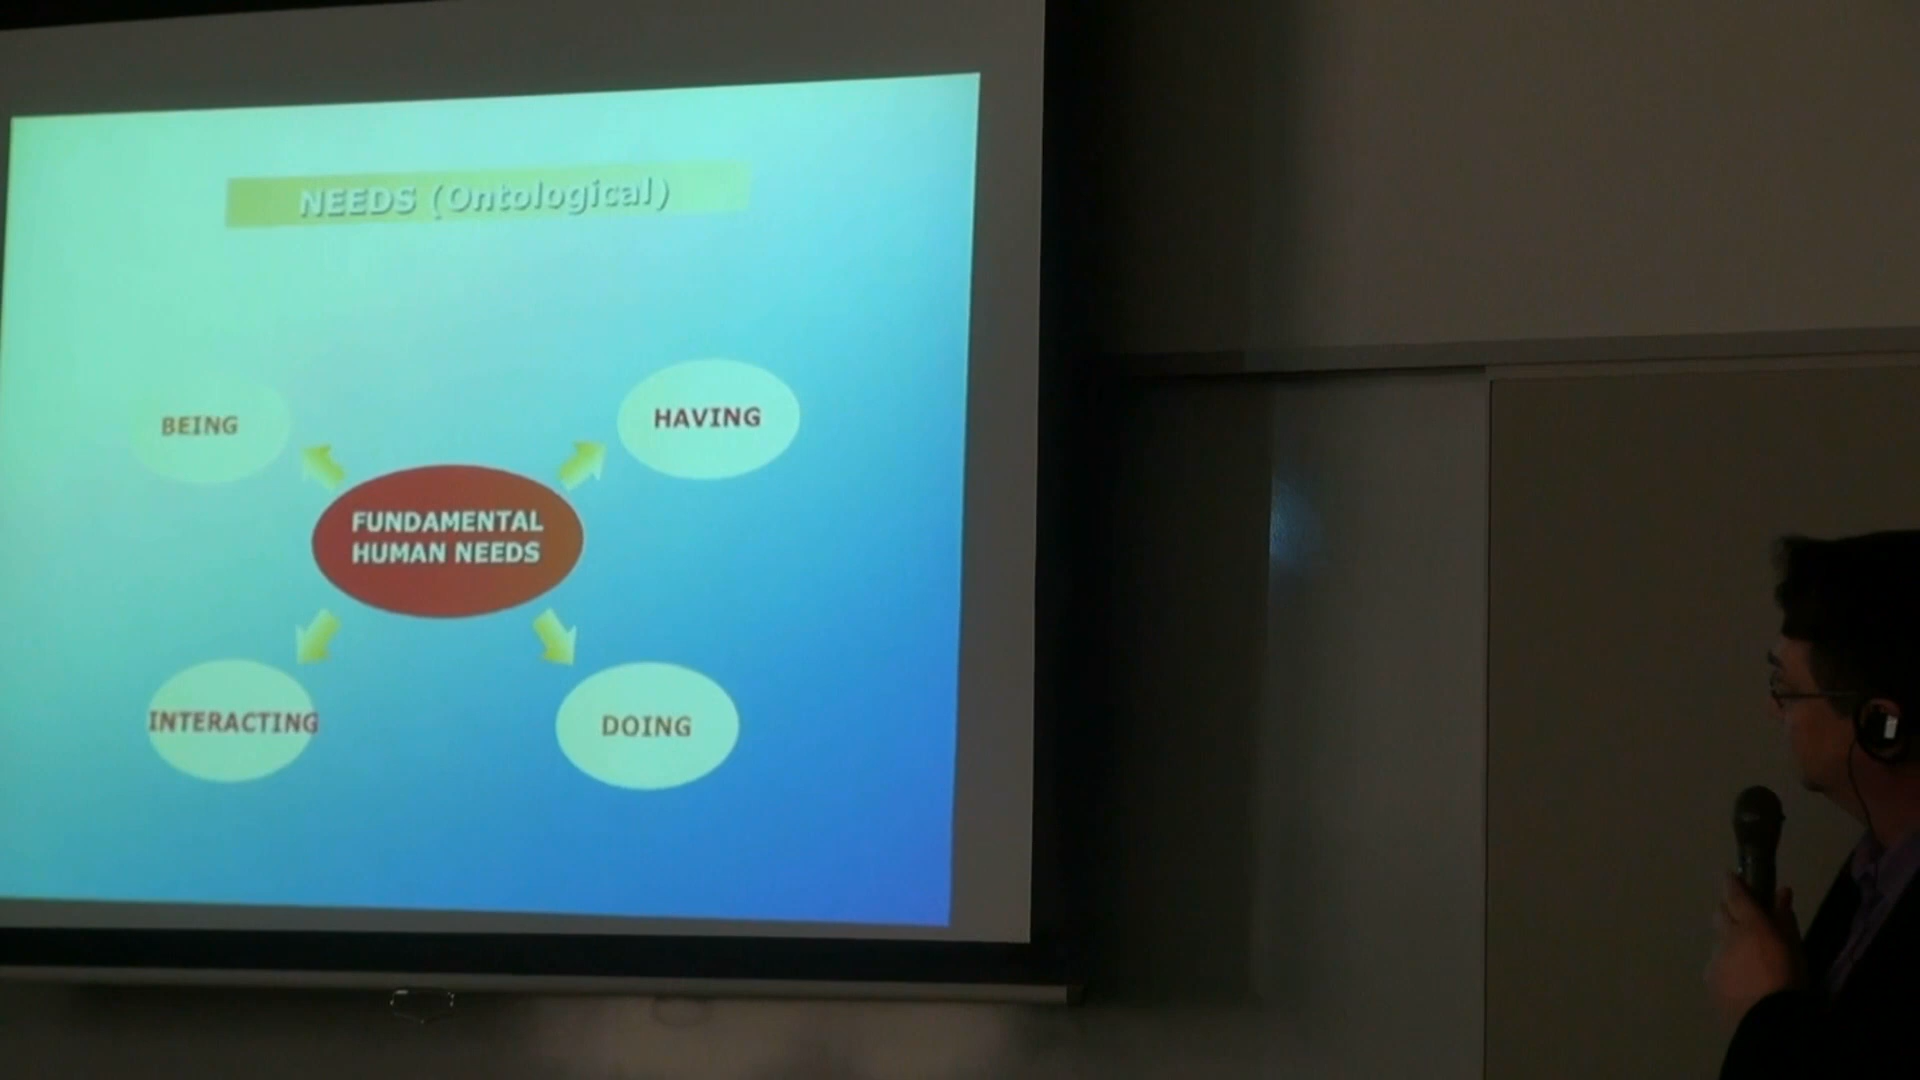 NEEDS (Ontological)
BEING
HAVING
FUNDAMENTAL
HUMAN NEEDS
INTERACTING
DOING